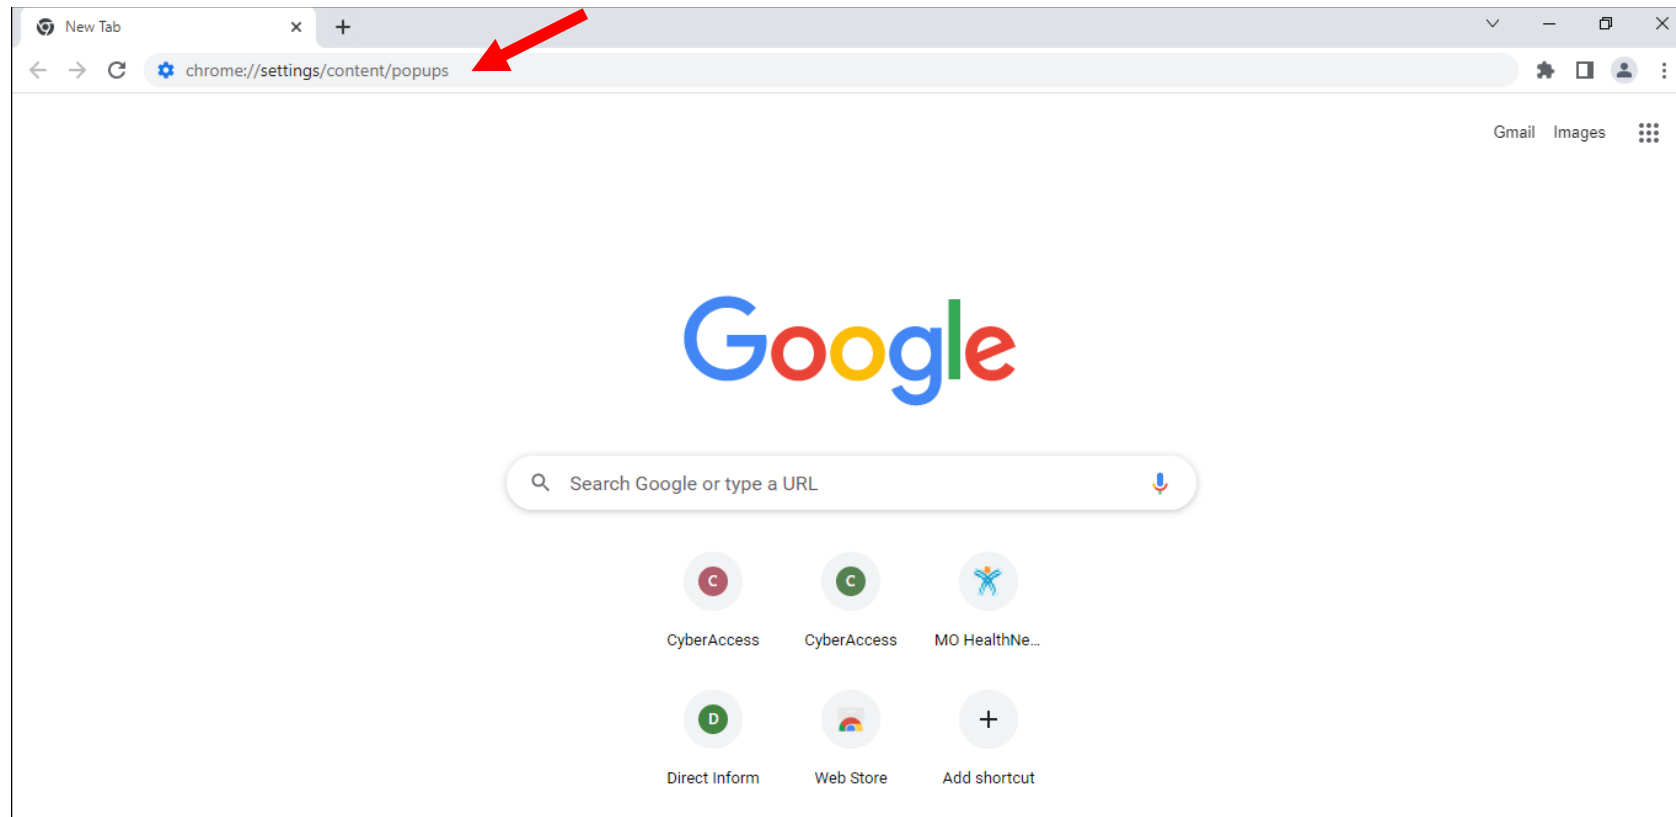 New Tab
chrome://settings/content/popups
Gmail Images
Google
Search Google or type a URL
C C
CyberAccess CyberAccess MO HealthNe...
D
Direct Inform Web Store Add shortcut